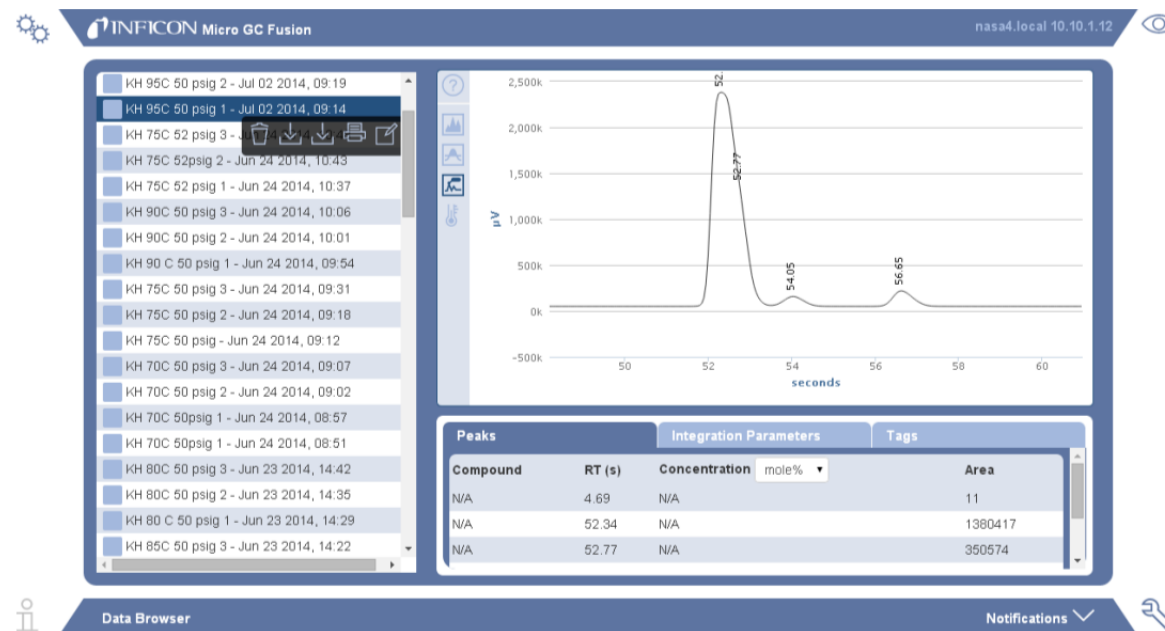 INFICON Micro GC Fusion
nasa4.local 10.10.1.12
KH 95C 50 psig 2 - Jul 02 2014, 09:19
KH 95C 50 psig 1 - Jul 02 2014, 09:14
KH 75C 52 psig 3 -
KH 75C 52psig 2 - Jun 24 2014, 10:43
KH 75C 52 psig 1 - Jun 24 2014, 10:37
KH 90C 50 psig 3 - Jun 24 2014, 10:06
KH 90C 50 psig 2 - Jun 24 2014, 10:01
KH 90 C 50 psig 1 - Jun 24 2014, 09:54
KH 75C 50 psig 3 - Jun 24 2014, 09:31
KH 75C 50 psig 2 - Jun 24 2014, 09:18
KH 75C 50 psig - Jun 24 2014, 09:12
KH 70C 50 psig 3 - Jun 24 2014, 09:07
KH 70C 50 psig 2 - Jun 24 2014, 09:02
KH 70C 50psig 1 - Jun 24 2014, 08:57
KH 70C 50psig 1 - Jun 24 2014, 08:51
KH 80C 50 psig 3 - Jun 23 2014, 14:42
KH 80C 50 psig 2 - Jun 23 2014, 14:35
KH 80 C 50 psig 1 - Jun 23 2014, 14:29
KH 85C 50 psig 3 - Jun 23 2014, 14:22
?
2,500k
2,000k
1,500k
1,000k
500k
0k
-500k
µV
52.
52.77
54.05
56.65
50 52 54 56 58 60
seconds
Peaks Integration Parameters Tags
Compound RT (s) Concentration mole% Area
N/A 4.69 N/A 11
N/A 52.34 N/A 1380417
N/A 52.77 N/A 350574
Data Browser
Notifications